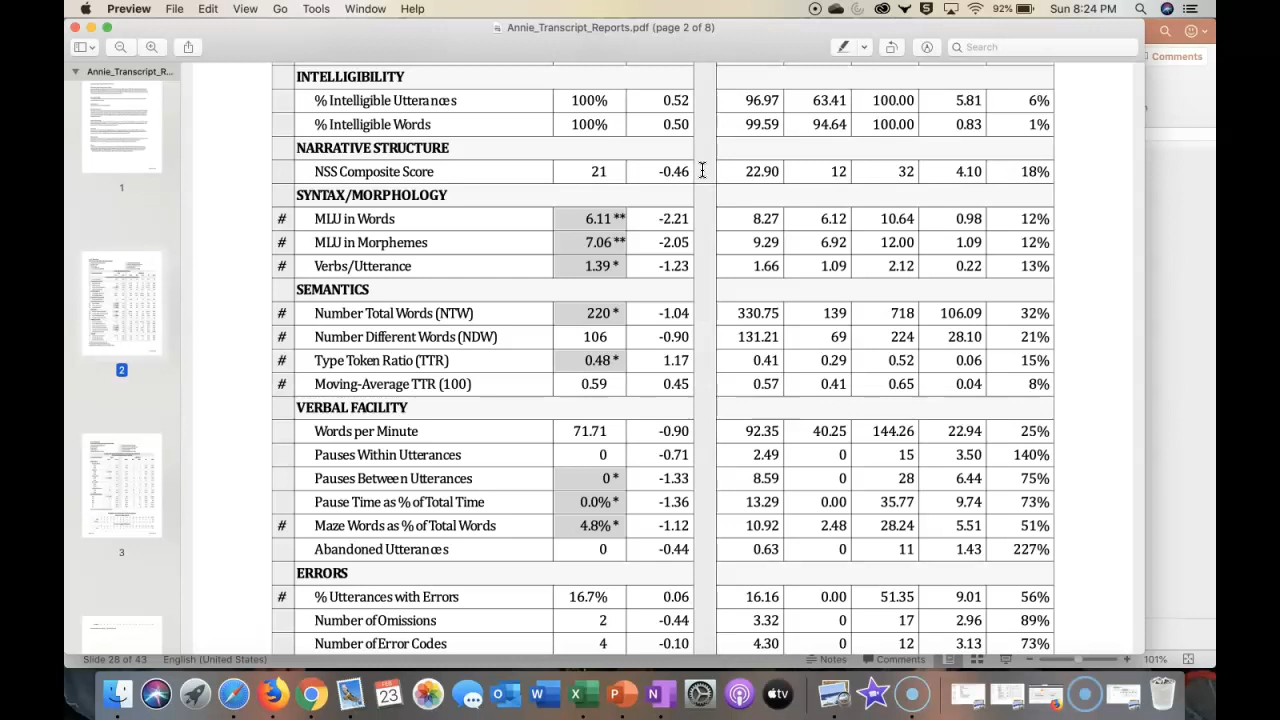 Preview File Edit View Go Tools Window Help 92% Sun 8:24 PM
Annie_Transcript_Reports.pdf (page 2 of 8)
Search
Comments
Annie_Transcript_R...
1
2
3
INTELLIGIBILITY
% Intelligible Utterances 100% 0.52 96.97 63.41 100.00 5.81 6%
% Intelligible Words 100% 0.50 99.59 94.64 100.00 0.83 1%
NARRATIVE STRUCTURE
NSS Composite Score 21 -0.46 22.90 12 32 4.10 18%
SYNTAX/MORPHOLOGY
# MLU in Words 6.11 ** -2.21 8.27 6.12 10.64 0.98 12%
# MLU in Morphemes 7.06 ** -2.05 9.29 6.92 12.00 1.09 12%
# Verbs/Utterance 1.39 * -1.23 1.66 1.09 2.12 0.22 13%
SEMANTICS
# Number Total Words (NTW) 220 * -1.04 330.75 139 718 106.09 32%
# Number Different Words (NDW) 106 -0.90 131.21 69 224 28.10 21%
# Type Token Ratio (TTR) 0.48 * 1.17 0.41 0.29 0.52 0.06 15%
# Moving-Average TTR (100) 0.59 0.45 0.57 0.41 0.65 0.04 8%
VERBAL FACILITY
Words per Minute 71.71 -0.90 92.35 40.25 144.26 22.94 25%
Pauses Within Utterances 0 -0.71 2.49 0 15 3.50 140%
Pauses Between Utterances 0 * -1.33 8.59 0 28 6.44 75%
Pause Time as % of Total Time 0.0% * -1.36 13.29 0.00 35.77 9.74 73%
# Maze Words as % of Total Words 4.8% * -1.12 10.92 2.48 28.24 5.51 51%
Abandoned Utterances 0 -0.44 0.63 0 11 1.43 227%
ERRORS
# % Utterances with Errors 16.7% 0.06 16.16 0.00 51.35 9.01 56%
Number of Omissions 2 -0.44 3.32 0 17 2.96 89%
Number of Error Codes 4 -0.10 4.30 0 12 3.13 73%
Slide 28 of 43 English (United States) Notes Comments 101%
FEB
23
tv